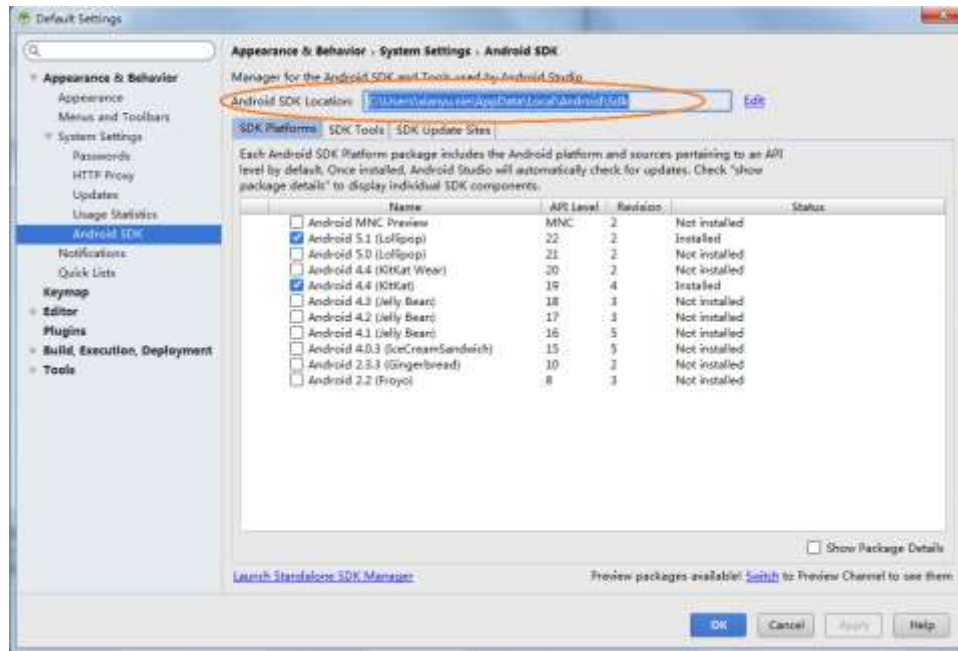 Default Settings
Appearance & Behavior › System Settings › Android SDK
Manager for the Android SDK and Tools used by Android Studio
Android SDK Location: AppData\Local\Android\Sdk Edit
Appearance & Behavior
Appearance
Menus and Toolbars
System Settings
Passwords
HTTP Proxy
Updates
Usage Statistics
Android SDK
Notifications
Quick Lists
Keymap
Editor
Plugins
Build, Execution, Deployment
Tools
SDK Platforms SDK Tools SDK Update Sites
Each Android SDK Platform package includes the Android platform and sources pertaining to an API
level by default. Once installed, Android Studio will automatically check for updates. Check "show
package details" to display individual SDK components.
Name API Level Revision Status
Android MNC Preview MNC 2 Not installed
Android 5.1 (Lollipop) 22 2 Installed
Android 5.0 (Lollipop) 21 2 Not installed
Android 4.4 (KitKat Wear) 20 2 Not installed
Android 4.4 (KitKat) 19 4 Installed
Android 4.3 (Jelly Bean) 18 3 Not installed
Android 4.2 (Jelly Bean) 17 3 Not installed
Android 4.1 (Jelly Bean) 16 5 Not installed
Android 4.0.3 (IceCreamSandwich) 15 5 Not installed
Android 2.3.3 (Gingerbread) 10 2 Not installed
Android 2.2 (Froyo) 8 3 Not installed
Show Package Details
Launch Standalone SDK Manager Preview packages available! Switch to Preview Channel to see them
OK Cancel Apply Help